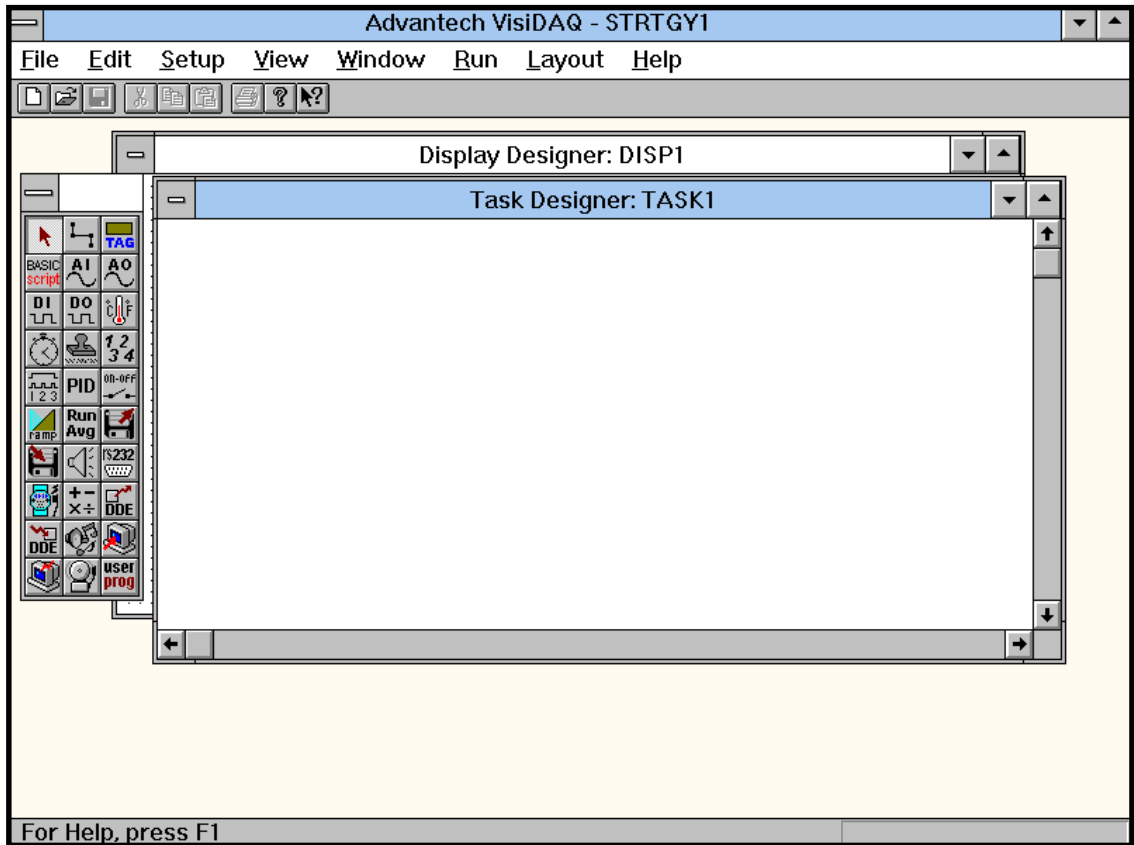 Advantech VisiDAQ - STRTGY1
File Edit Setup View Window Run Layout Help
Display Designer: DISP1
Task Designer: TASK1
TAG
BASIC script AI AO
DI DO °C °F
1 2 3 4
1 2 3 PID on-off
ramp Run Avg
rs232
+ - × ÷ DDE
DDE
user prog
For Help, press F1